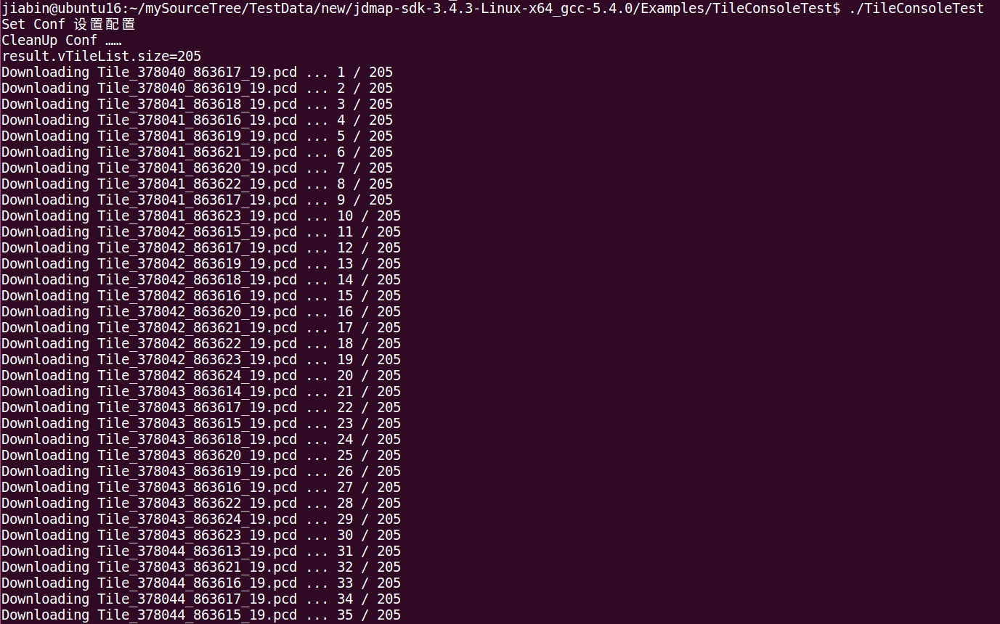 jiabin@ubuntu16:~/mySourceTree/TestData/new/jdmap-sdk-3.4.3-Linux-x64_gcc-5.4.0/Examples/TileConsoleTest$ ./TileConsoleTest
Set Conf 设置配置
CleanUp Conf ……
result.vTileList.size=205
Downloading Tile_378040_863617_19.pcd ... 1 / 205
Downloading Tile_378040_863619_19.pcd ... 2 / 205
Downloading Tile_378041_863618_19.pcd ... 3 / 205
Downloading Tile_378041_863616_19.pcd ... 4 / 205
Downloading Tile_378041_863619_19.pcd ... 5 / 205
Downloading Tile_378041_863621_19.pcd ... 6 / 205
Downloading Tile_378041_863620_19.pcd ... 7 / 205
Downloading Tile_378041_863622_19.pcd ... 8 / 205
Downloading Tile_378041_863617_19.pcd ... 9 / 205
Downloading Tile_378041_863623_19.pcd ... 10 / 205
Downloading Tile_378042_863615_19.pcd ... 11 / 205
Downloading Tile_378042_863617_19.pcd ... 12 / 205
Downloading Tile_378042_863619_19.pcd ... 13 / 205
Downloading Tile_378042_863618_19.pcd ... 14 / 205
Downloading Tile_378042_863616_19.pcd ... 15 / 205
Downloading Tile_378042_863620_19.pcd ... 16 / 205
Downloading Tile_378042_863621_19.pcd ... 17 / 205
Downloading Tile_378042_863622_19.pcd ... 18 / 205
Downloading Tile_378042_863623_19.pcd ... 19 / 205
Downloading Tile_378042_863624_19.pcd ... 20 / 205
Downloading Tile_378043_863614_19.pcd ... 21 / 205
Downloading Tile_378043_863617_19.pcd ... 22 / 205
Downloading Tile_378043_863615_19.pcd ... 23 / 205
Downloading Tile_378043_863618_19.pcd ... 24 / 205
Downloading Tile_378043_863620_19.pcd ... 25 / 205
Downloading Tile_378043_863619_19.pcd ... 26 / 205
Downloading Tile_378043_863616_19.pcd ... 27 / 205
Downloading Tile_378043_863622_19.pcd ... 28 / 205
Downloading Tile_378043_863624_19.pcd ... 29 / 205
Downloading Tile_378043_863623_19.pcd ... 30 / 205
Downloading Tile_378044_863613_19.pcd ... 31 / 205
Downloading Tile_378043_863621_19.pcd ... 32 / 205
Downloading Tile_378044_863616_19.pcd ... 33 / 205
Downloading Tile_378044_863617_19.pcd ... 34 / 205
Downloading Tile_378044_863615_19.pcd ... 35 / 205